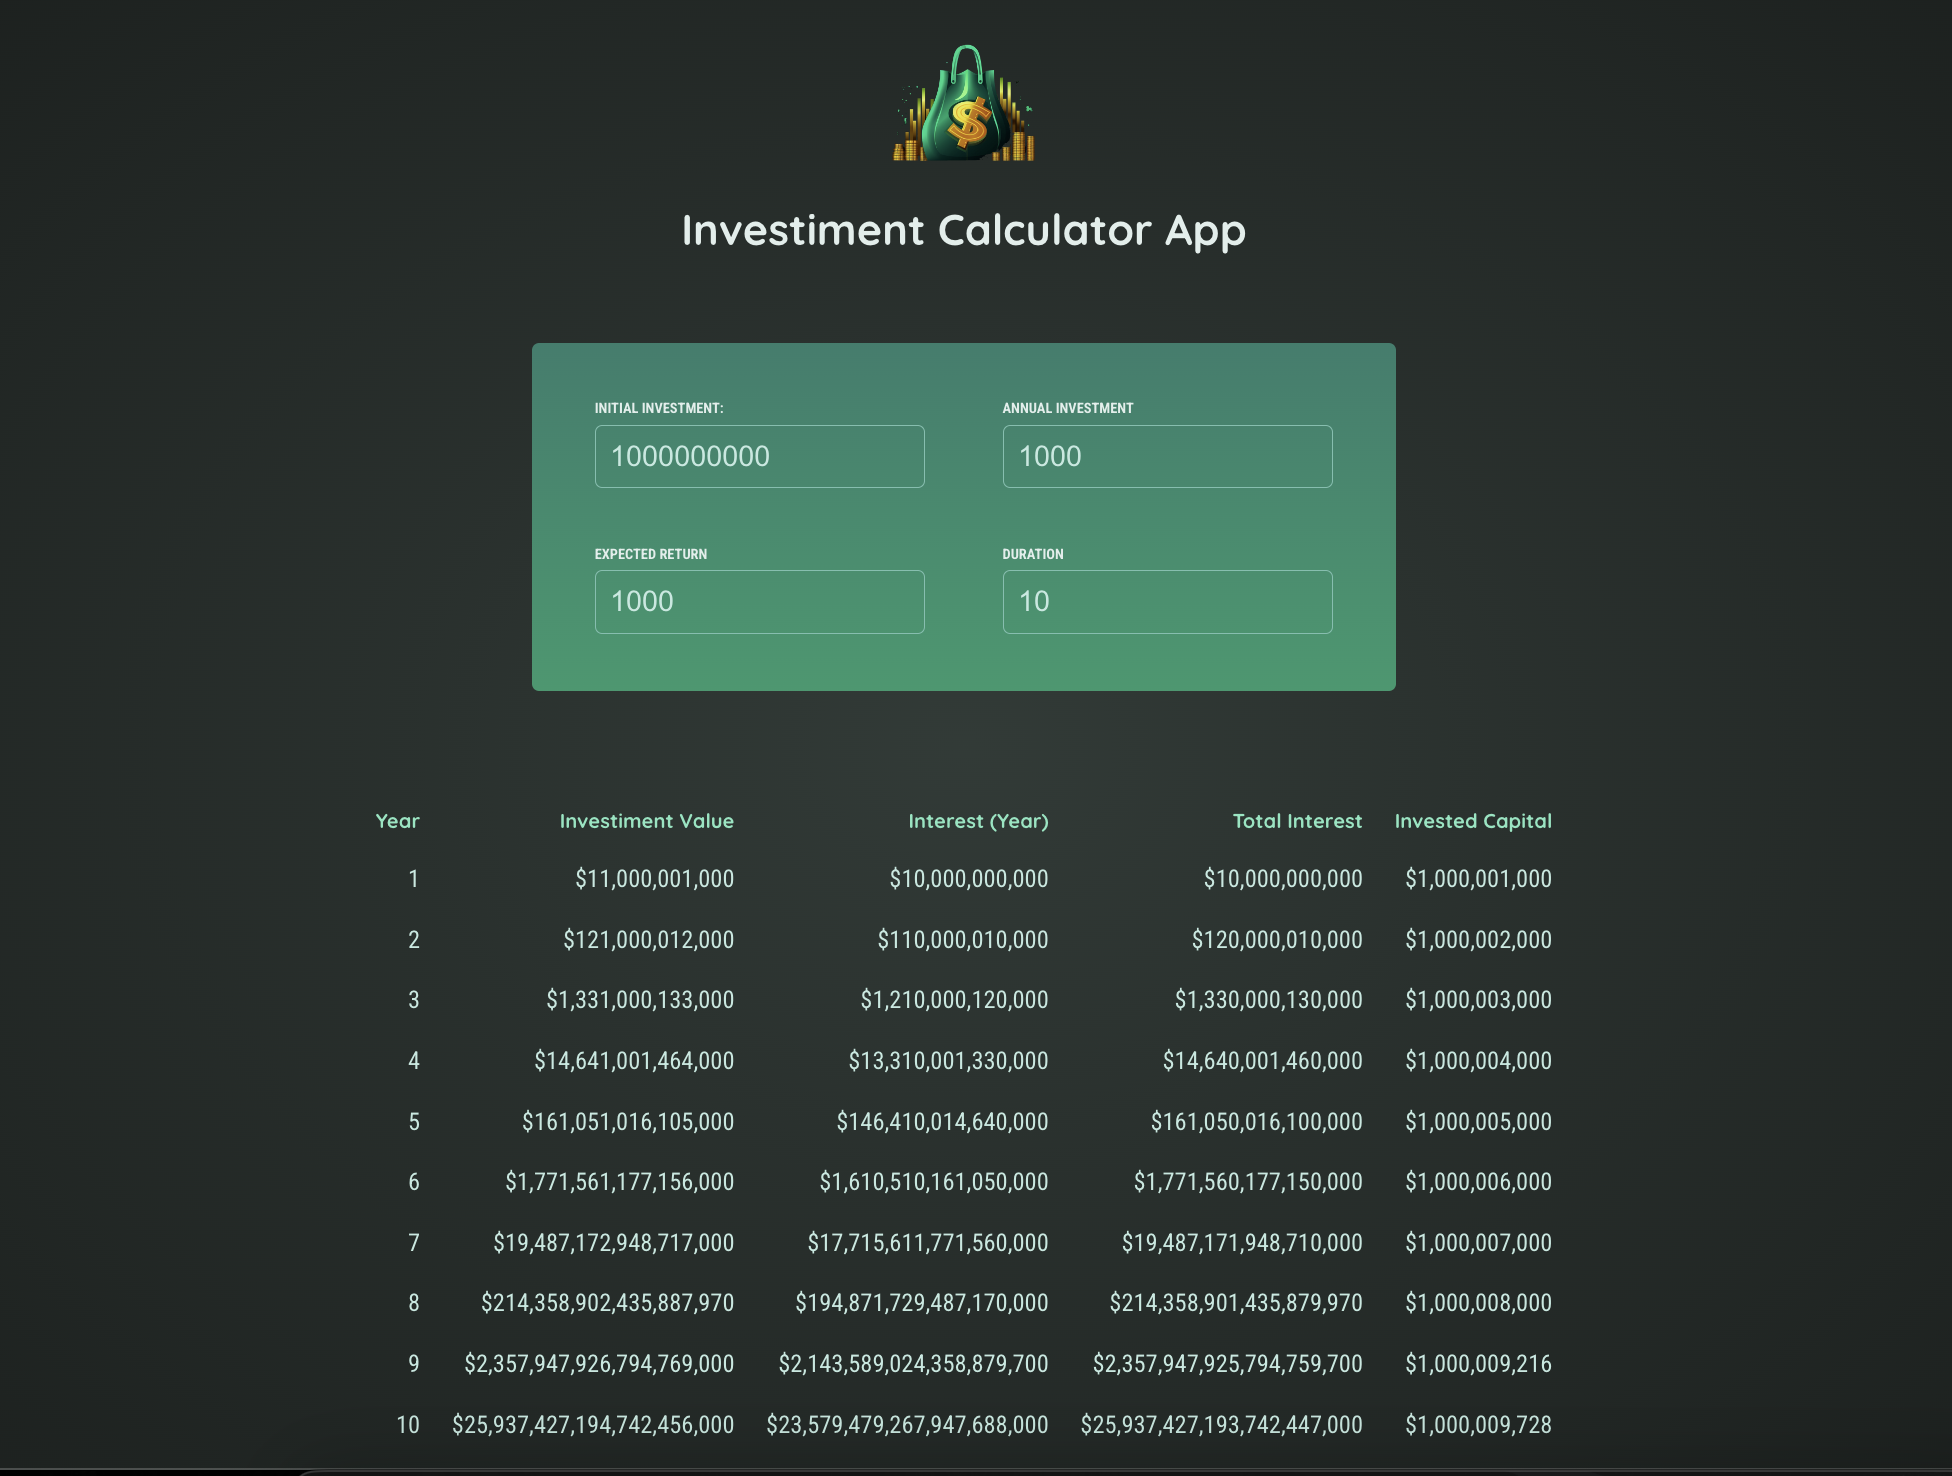 $
Investiment Calculator App
INITIAL INVESTMENT: ANNUAL INVESTMENT
1000000000 1000
EXPECTED RETURN DURATION
1000 10
Year Investiment Value Interest (Year) Total Interest Invested Capital
1 $11,000,001,000 $10,000,000,000 $10,000,000,000 $1,000,001,000
2 $121,000,012,000 $110,000,010,000 $120,000,010,000 $1,000,002,000
3 $1,331,000,133,000 $1,210,000,120,000 $1,330,000,130,000 $1,000,003,000
4 $14,641,001,464,000 $13,310,001,330,000 $14,640,001,460,000 $1,000,004,000
5 $161,051,016,105,000 $146,410,014,640,000 $161,050,016,100,000 $1,000,005,000
6 $1,771,561,177,156,000 $1,610,510,161,050,000 $1,771,560,177,150,000 $1,000,006,000
7 $19,487,172,948,717,000 $17,715,611,771,560,000 $19,487,171,948,710,000 $1,000,007,000
8 $214,358,902,435,887,970 $194,871,729,487,170,000 $214,358,901,435,879,970 $1,000,008,000
9 $2,357,947,926,794,769,000 $2,143,589,024,358,879,700 $2,357,947,925,794,759,700 $1,000,009,216
10 $25,937,427,194,742,456,000 $23,579,479,267,947,688,000 $25,937,427,193,742,447,000 $1,000,009,728